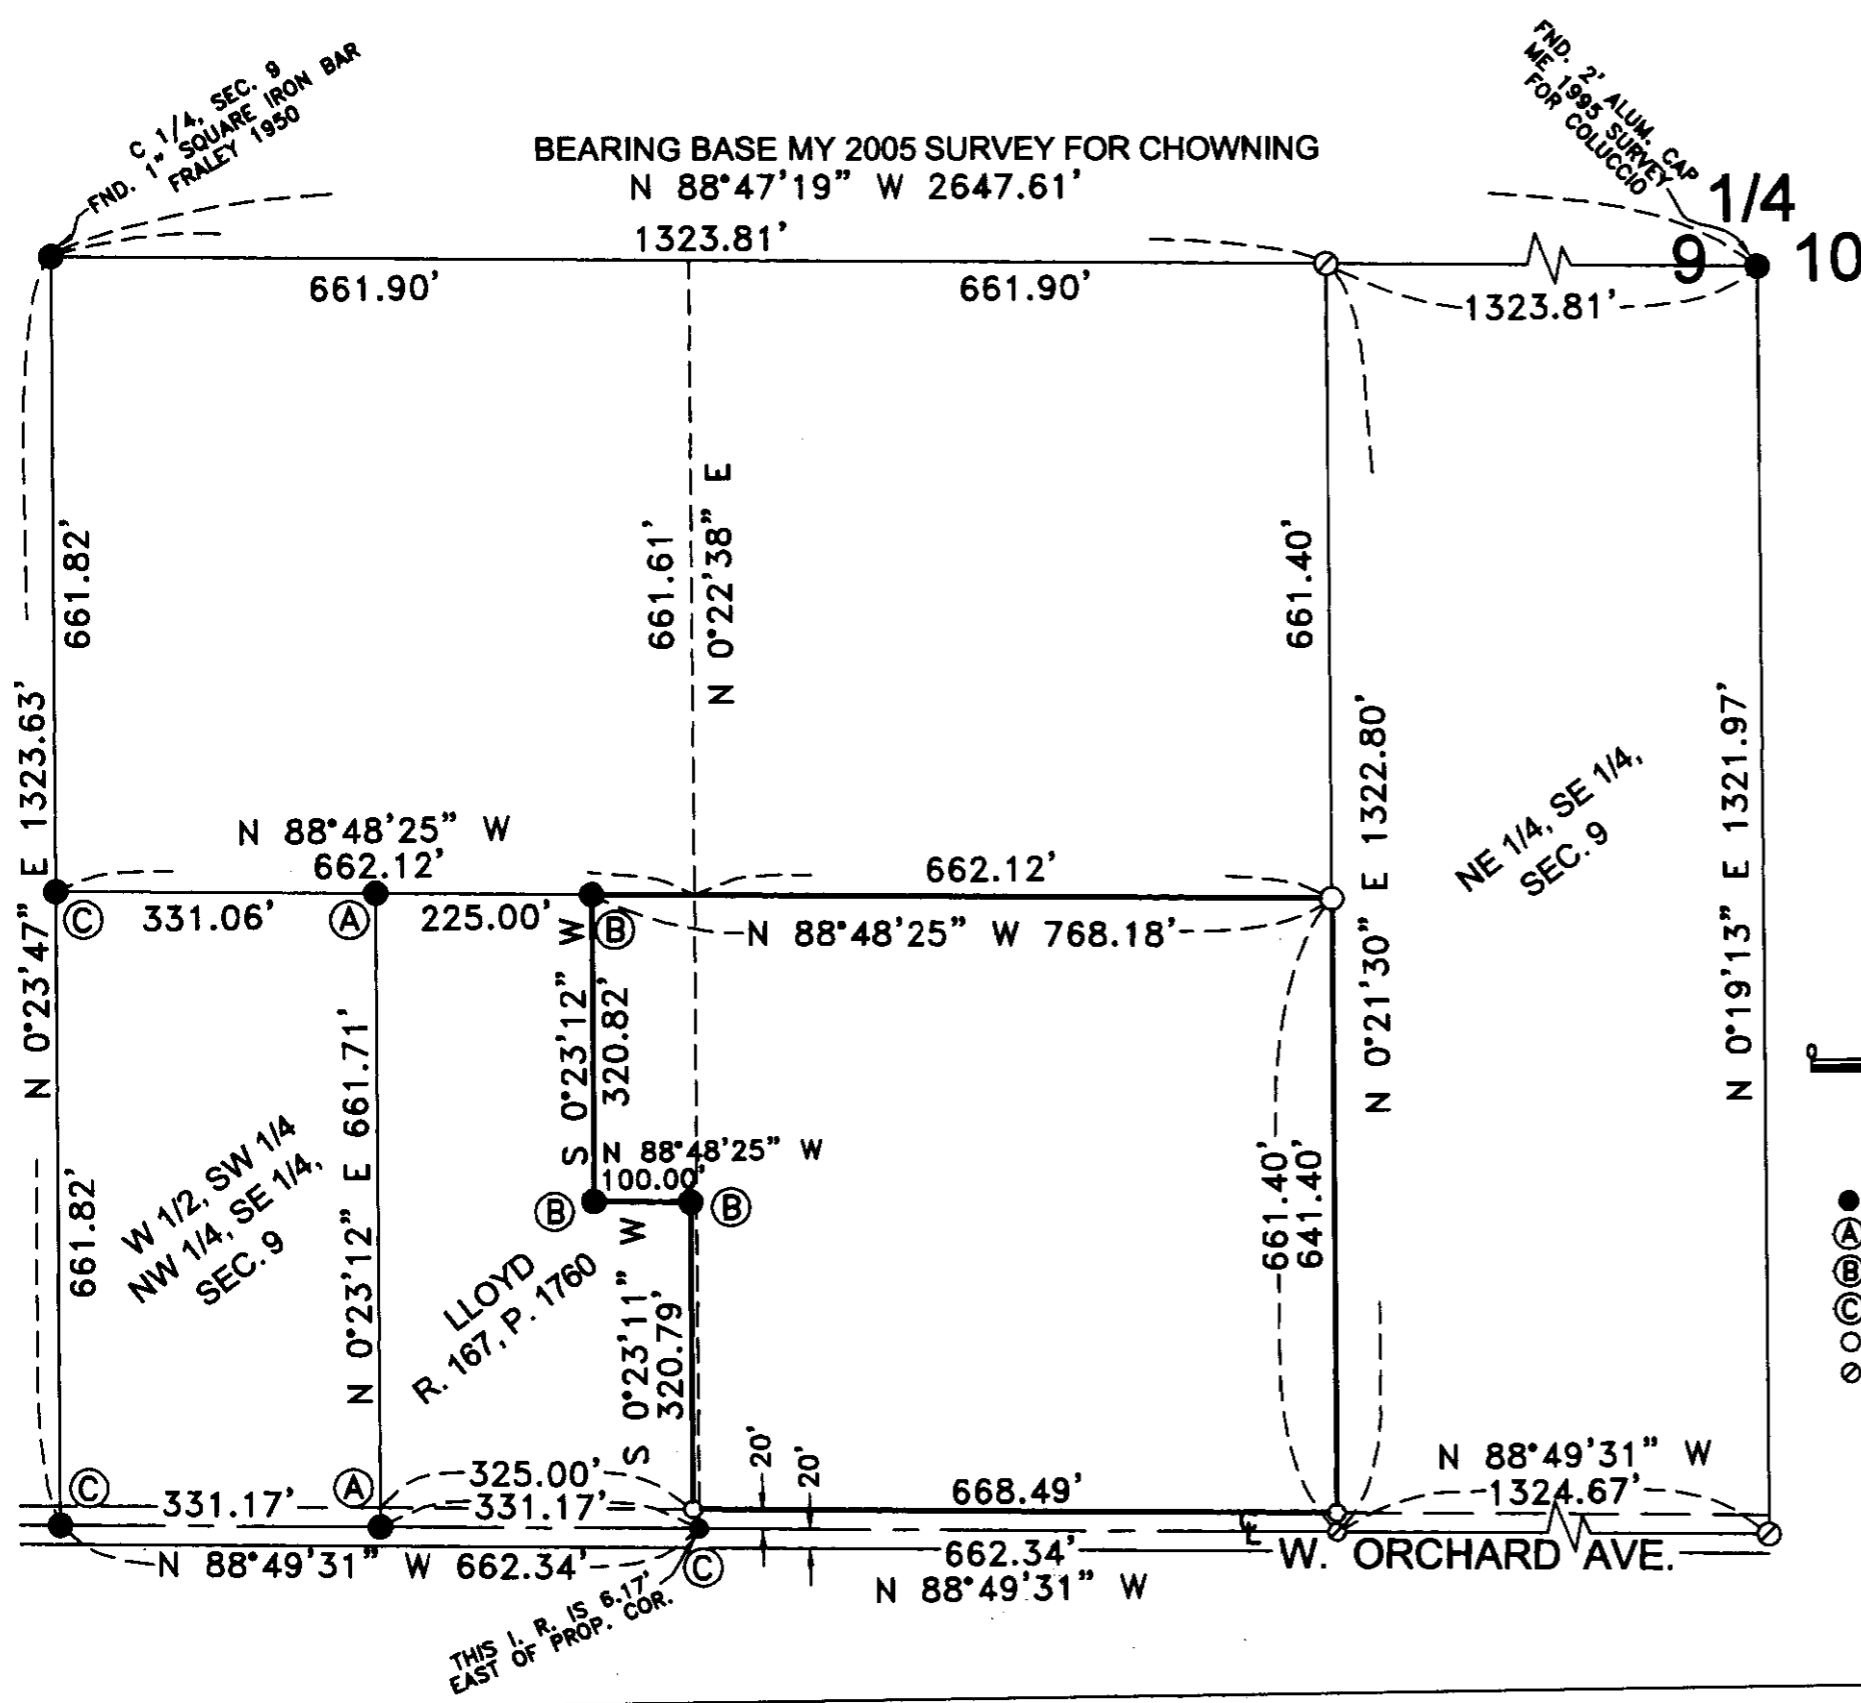 C 1/4, SEC. 9
FND. 1" SQUARE IRON BAR
FRALEY 1950
BEARING BASE MY 2005 SURVEY FOR CHOWNING
N 88°47'19" W 2647.61'
1323.81'
661.90'
661.90'
FND. 2' ALUM. CAP
ME 1995 SURVEY
FOR COLUCCIO
1/4
9
10
1323.81'
661.82'
N 0°23'47" E 1323.63'
661.61'
N 0°22'38" E
661.40'
N 0°21'30" E 1322.80'
NE 1/4, SE 1/4,
SEC. 9
N 0°19'13" E 1321.97'
N 88°48'25" W
662.12'
662.12'
C
331.06'
A
225.00'
B
N 88°48'25" W 768.18'
S 0°23'12" W
320.82'
N 0°23'12" E 661.71'
661.82'
W 1/2, SW 1/4
NW 1/4, SE 1/4,
SEC. 9
N 88°48'25" W
100.00'
B
B
LLOYD
R. 167, P. 1760
S 0°23'11" W
320.79'
661.40'
641.40'
0
A
B
C
C
331.17'
A
325.00'
331.17'
20'
20'
668.49'
N 88°49'31" W
1324.67'
N 88°49'31" W 662.34'
C
662.34'
N 88°49'31" W
CL
W. ORCHARD AVE.
THIS I. R. IS 6.17'
EAST OF PROP. COR.